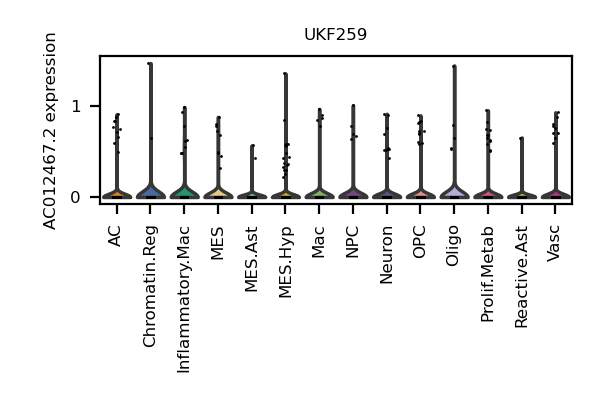 UKF259
AC012467.2 expression
1
0
AC
Chromatin.Reg
Inflammatory.Mac
MES
MES.Ast
MES.Hyp
Mac
NPC
Neuron
OPC
Oligo
Prolif.Metab
Reactive.Ast
Vasc